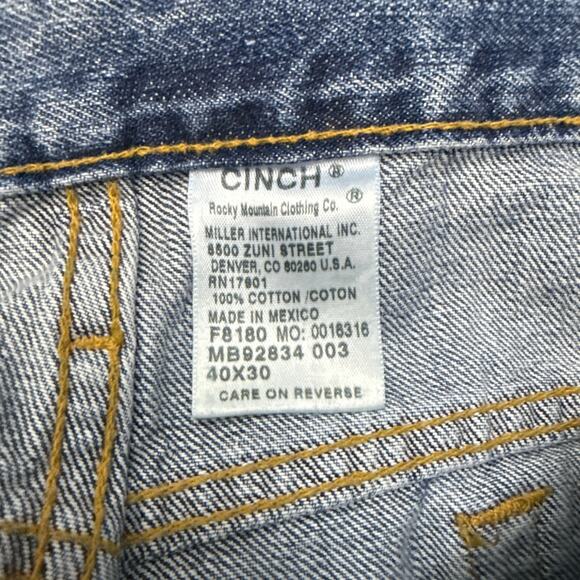 CINCH®
Rocky Mountain Clothing Co. ®
MILLER INTERNATIONAL INC.
8500 ZUNI STREET
DENVER, CO 80260 U.S.A.
RN17901
100% COTTON /COTON
MADE IN MEXICO
F8180 MO: 0016316
MB92834 003
40X30
CARE ON REVERSE